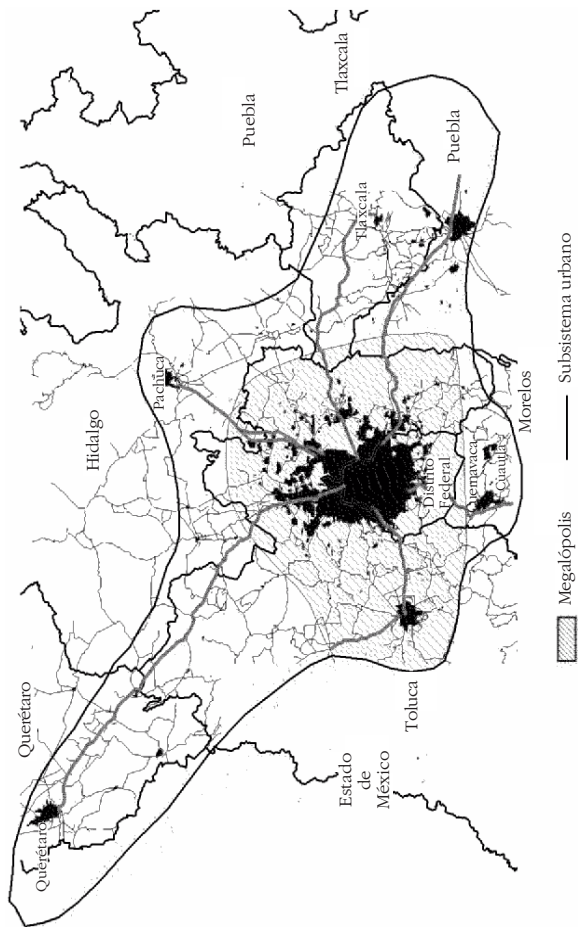 Querétaro
Querétaro
Hidalgo
Pachuca
Puebla
Tlaxcala
Tlaxcala
Puebla
Estado
de
México
Toluca
Distrito
Federal
Cuernavaca
Cuautla
Morelos
Megalópolis
Subsistema urbano